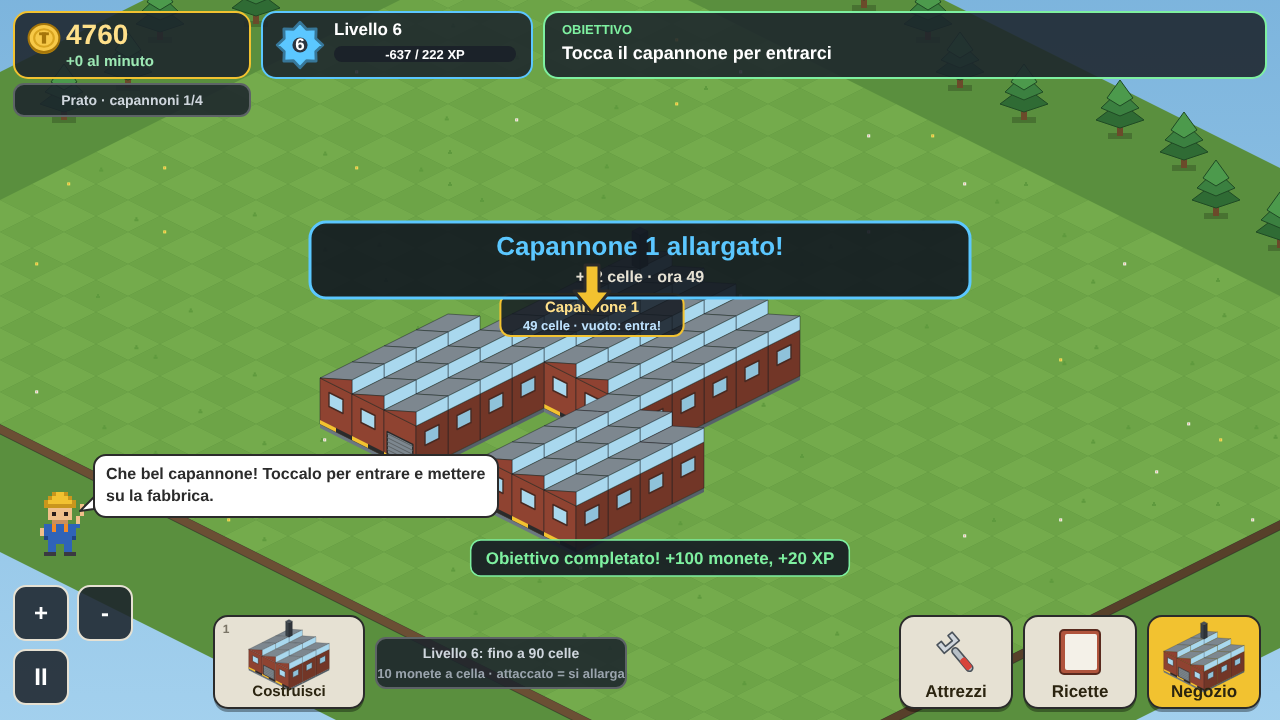 4760
+0 al minuto
6
Livello 6
-637 / 222 XP
OBIETTIVO
Tocca il capannone per entrarci
Prato · capannoni 1/4
Capannone 1 allargato!
celle · ora 49
Capannone 1
49 celle · vuoto: entra!
Che bel capannone! Toccalo per entrare e mettere
su la fabbrica.
Obiettivo completato! +100 monete, +20 XP
+
-
1
Costruisci
Livello 6: fino a 90 celle
10 monete a cella · attaccato = si allarga
Attrezzi
Ricette
Negozio